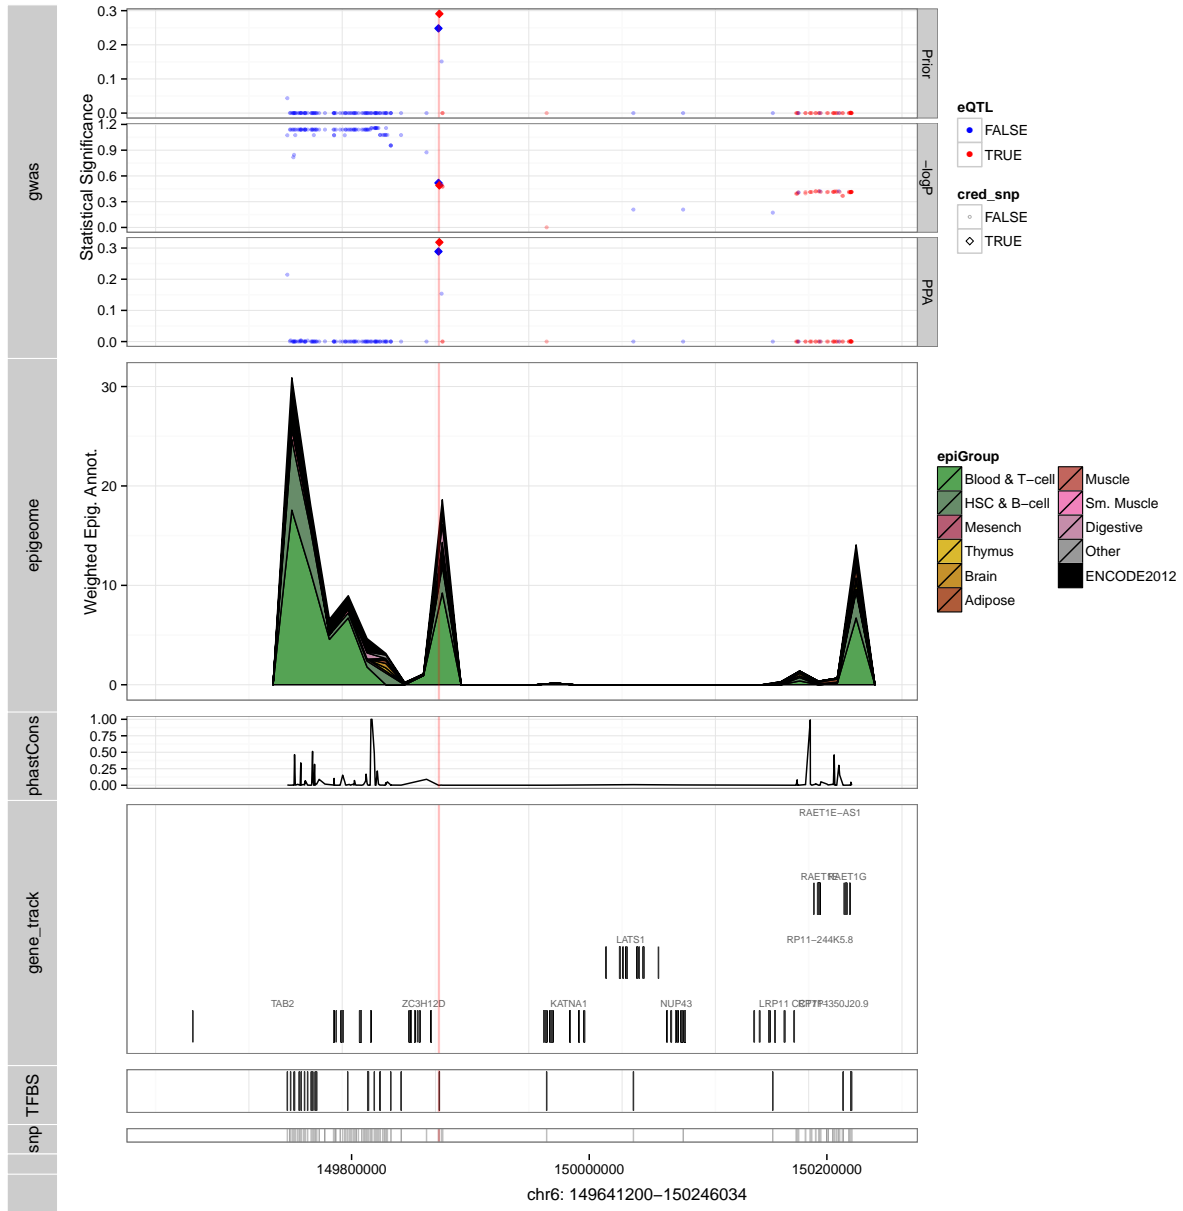 gwas
Statistical Significance
0.3
0.2
0.1
0.0
Prior
1.2
0.9
0.6
0.3
0.0
−logP
0.3
0.2
0.1
0.0
PPA
eQTL
FALSE
TRUE
cred_snp
FALSE
TRUE
epigeome
Weighted Epig. Annot.
30
20
10
0
epiGroup
Blood & T−cell
HSC & B−cell
Mesench
Thymus
Brain
Adipose
Muscle
Sm. Muscle
Digestive
Other
ENCODE2012
phastCons
1.00
0.75
0.50
0.25
0.00
gene_track
RAET1E−AS1
RAET1E
RAET1G
LATS1
RP11−244K5.8
TAB2
ZC3H12D
KATNA1
NUP43
LRP11
TFBS
snp
149800000
150000000
150200000
chr6: 149641200−150246034